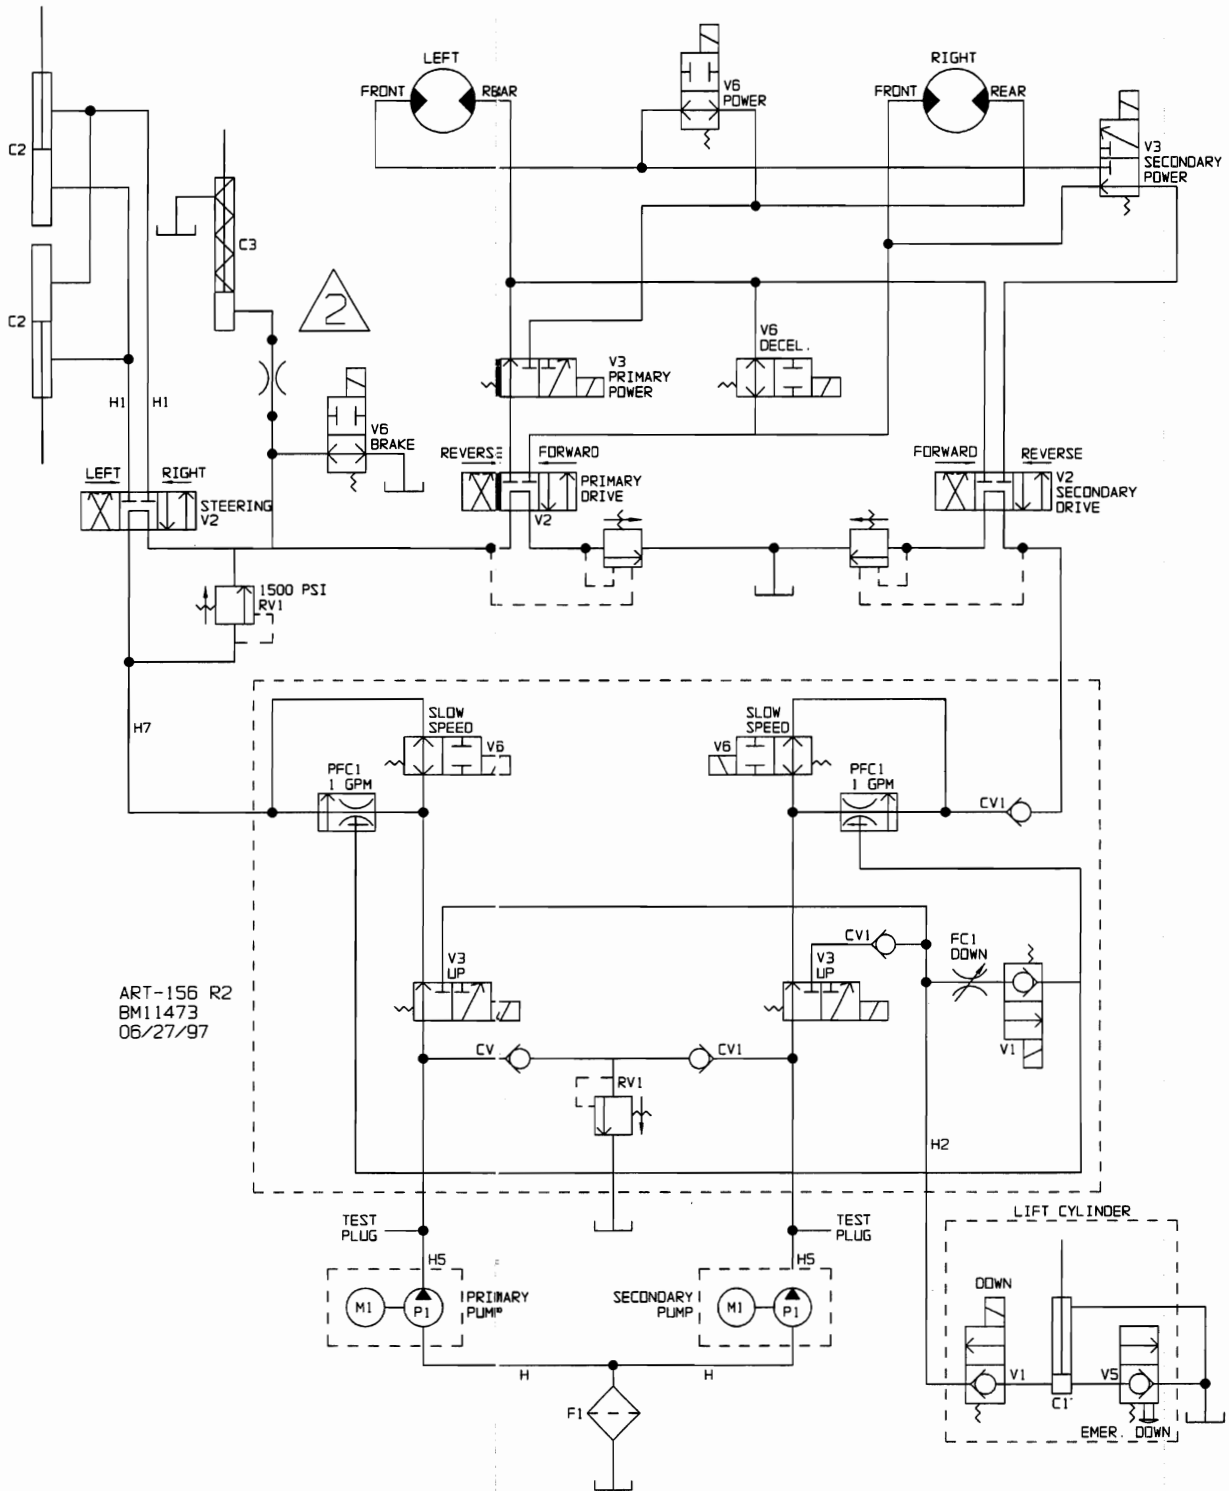 LEFT
RIGHT
FRONT
REAR
V6
POWER
FRONT
REAR
V3
SECONDARY
POWER
C2
C3
2
C2
V6
DECEL.
V3
PRIMARY
POWER
H1
H1
V6
BRAKE
REVERSE
FORWARD
FORWARD
REVERSE
LEFT
RIGHT
STEERING
V2
PRIMARY
DRIVE
V2
V2
SECONDARY
DRIVE
1500 PSI
RV1
H7
SLOW
SPEED
V6
SLOW
SPEED
V6
PFC1
1 GPM
PFC1
1 GPM
CV1
CV1
FC1
DOWN
V3
UP
V3
UP
ART-156 R2
BM11473
06/27/97
CV
CV1
V1
RV1
H2
TEST
PLUG
TEST
PLUG
LIFT CYLINDER
H5
H5
M1
P1
PRIMARY
PUMP
SECONDARY
PUMP
M1
P1
DOWN
H
H
V1
C1
V5
F1
EMER. DOWN